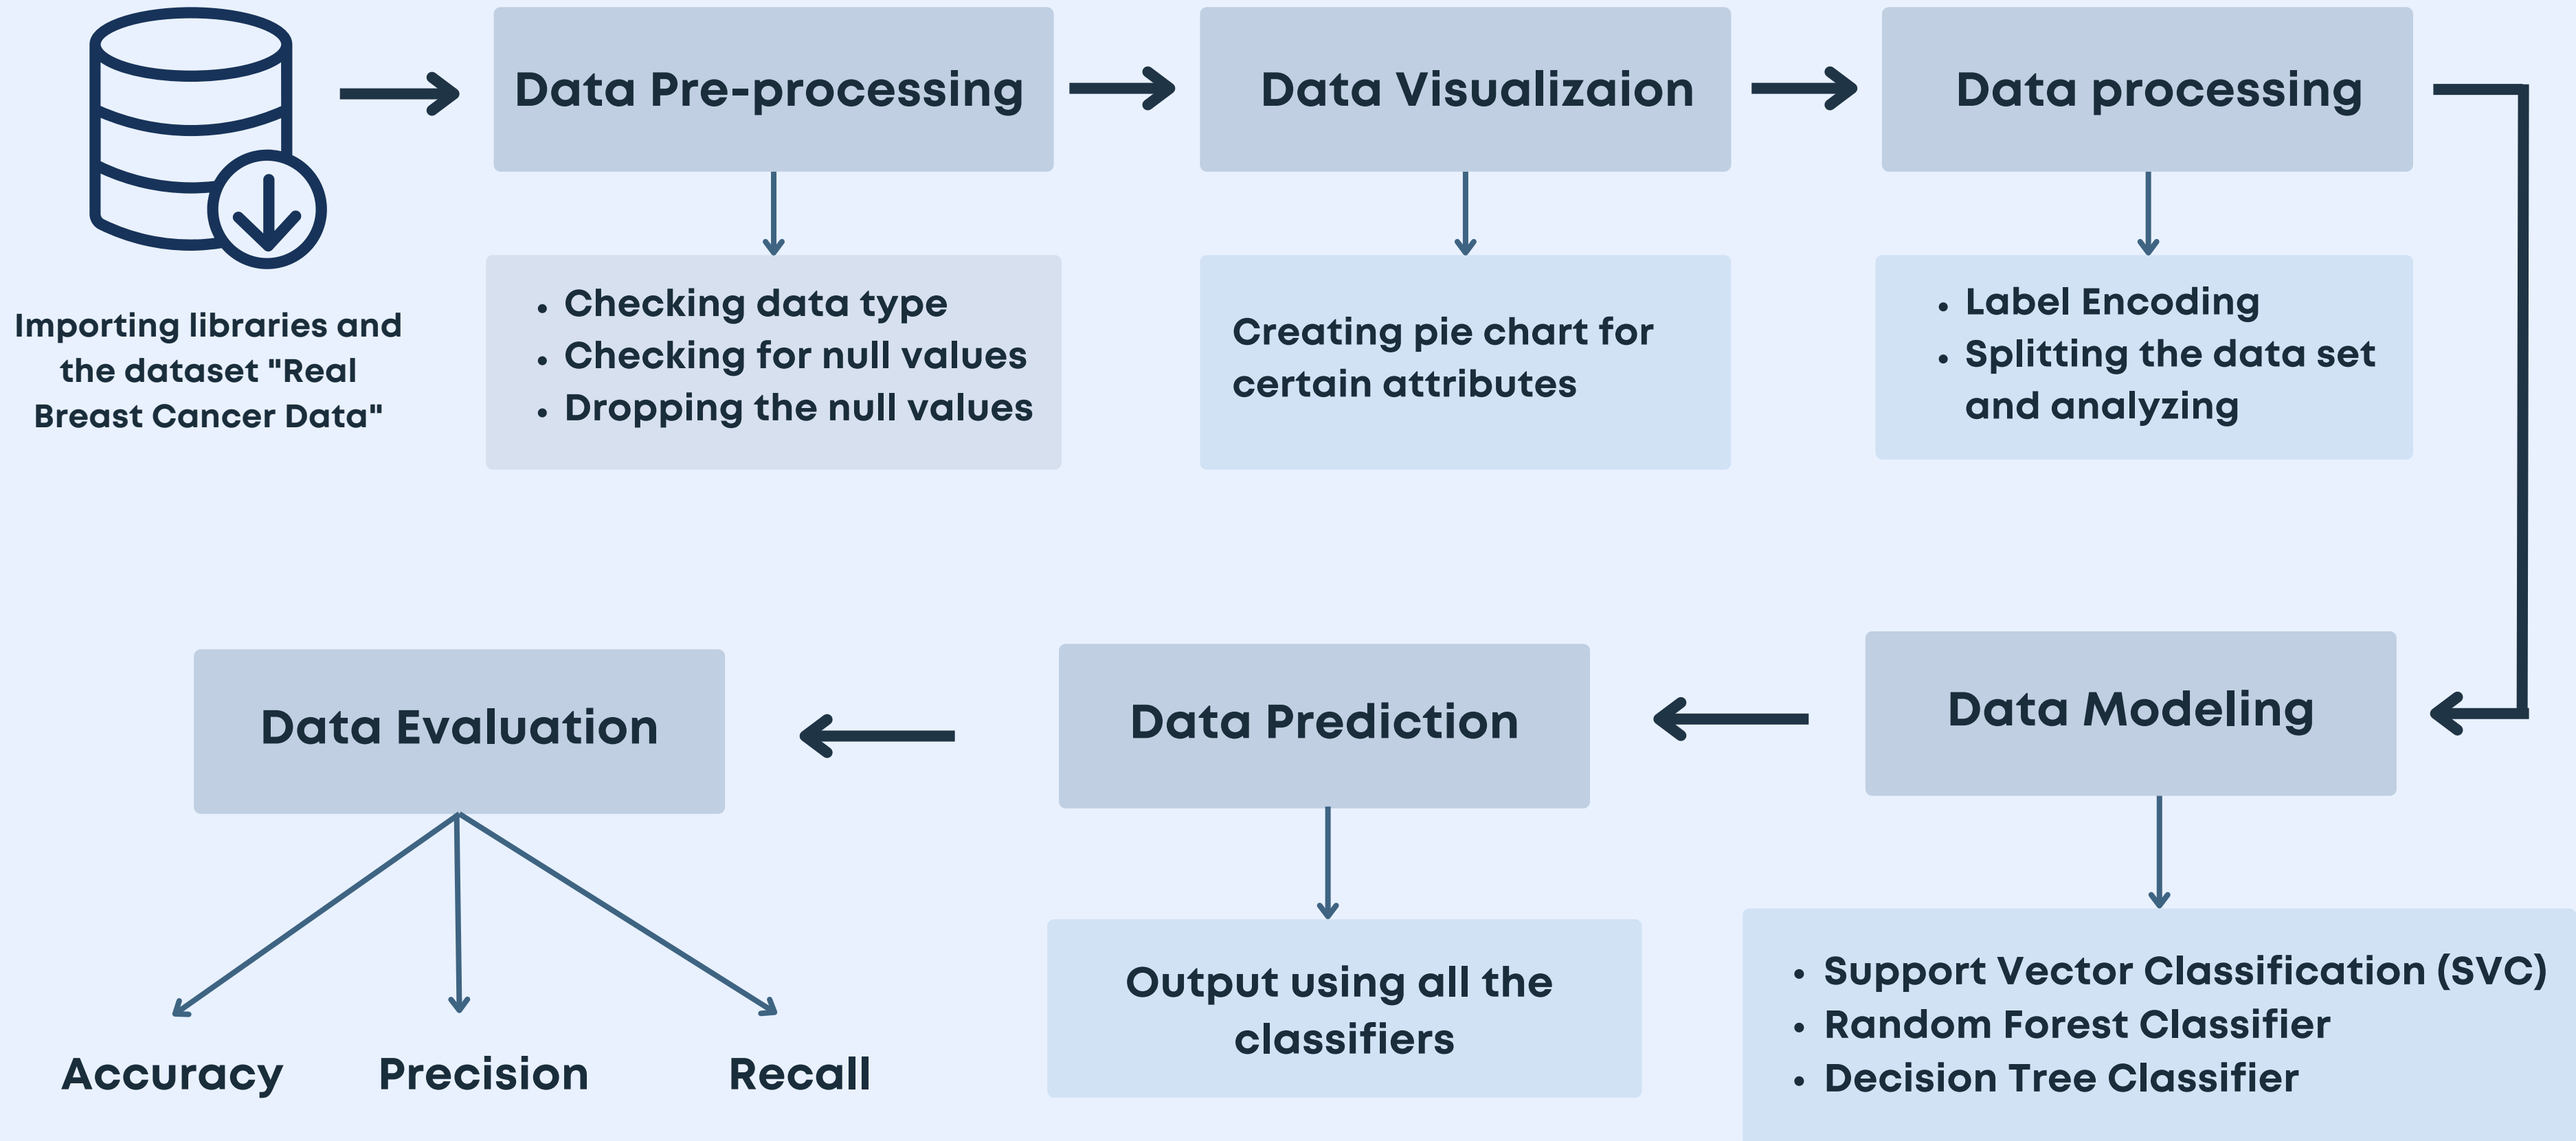 Data Pre-processing
Data Visualizaion
Data processing
Importing libraries and
the dataset "Real
Breast Cancer Data"
• Checking data type
• Checking for null values
• Dropping the null values
Creating pie chart for
certain attributes
• Label Encoding
• Splitting the data set
and analyzing
Data Modeling
Data Prediction
Data Evaluation
• Support Vector Classification (SVC)
• Random Forest Classifier
• Decision Tree Classifier
Output using all the
classifiers
Accuracy
Precision
Recall